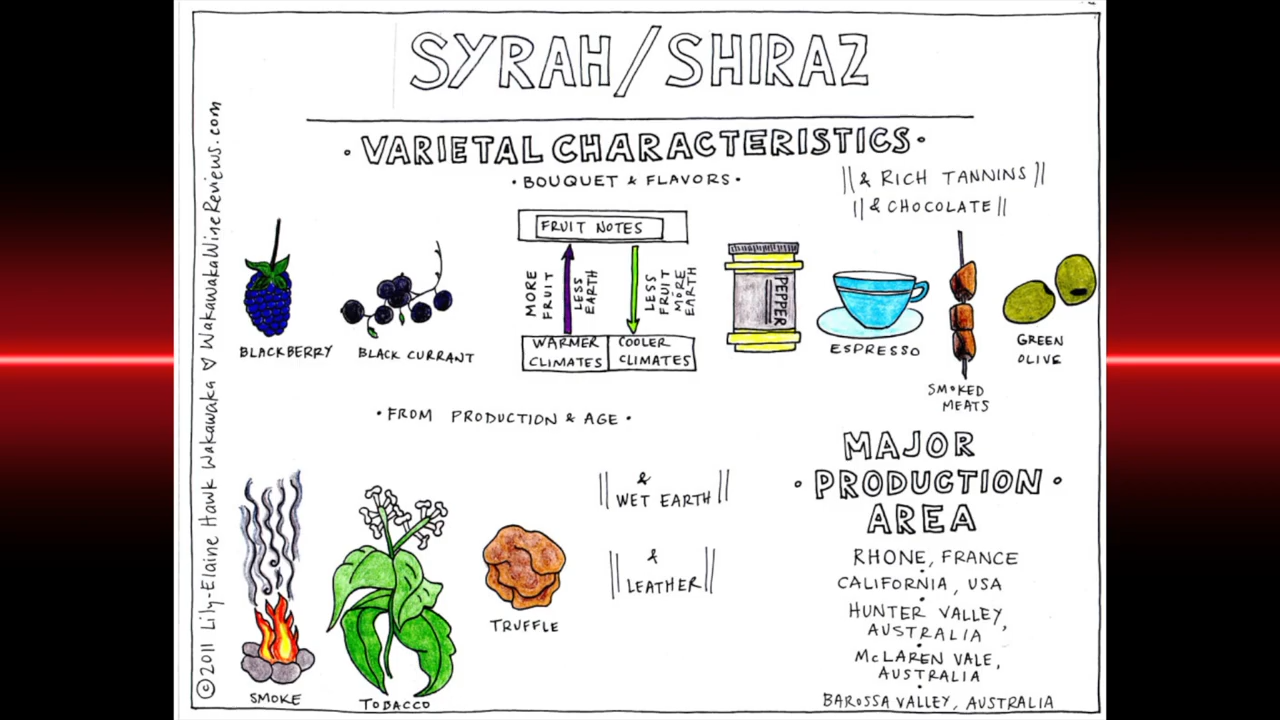 SYRAH/SHIRAZ
·VARIETAL CHARACTERISTICS·
·BOUQUET & FLAVORS·
||& RICH TANNINS||
||& CHOCOLATE||
FRUIT NOTES
MORE
FRUIT
LESS
EARTH
LESS
FRUIT
MORE
EARTH
WARMER
CLIMATES
COOLER
CLIMATES
BLACKBERRY
BLACK CURRANT
PEPPER
ESPRESSO
SMOKED
MEATS
GREEN
OLIVE
·FROM PRODUCTION & AGE·
SMOKE
TOBACCO
TRUFFLE
&
WET EARTH
&
LEATHER
MAJOR
·PRODUCTION·
AREA
RHONE, FRANCE
CALIFORNIA, USA
HUNTER VALLEY,
AUSTRALIA
McLAREN VALE,
AUSTRALIA
BAROSSA VALLEY, AUSTRALIA
©2011 Lily-Elaine Hawk Wakawaka ♡ WakawakaWineReviews.com